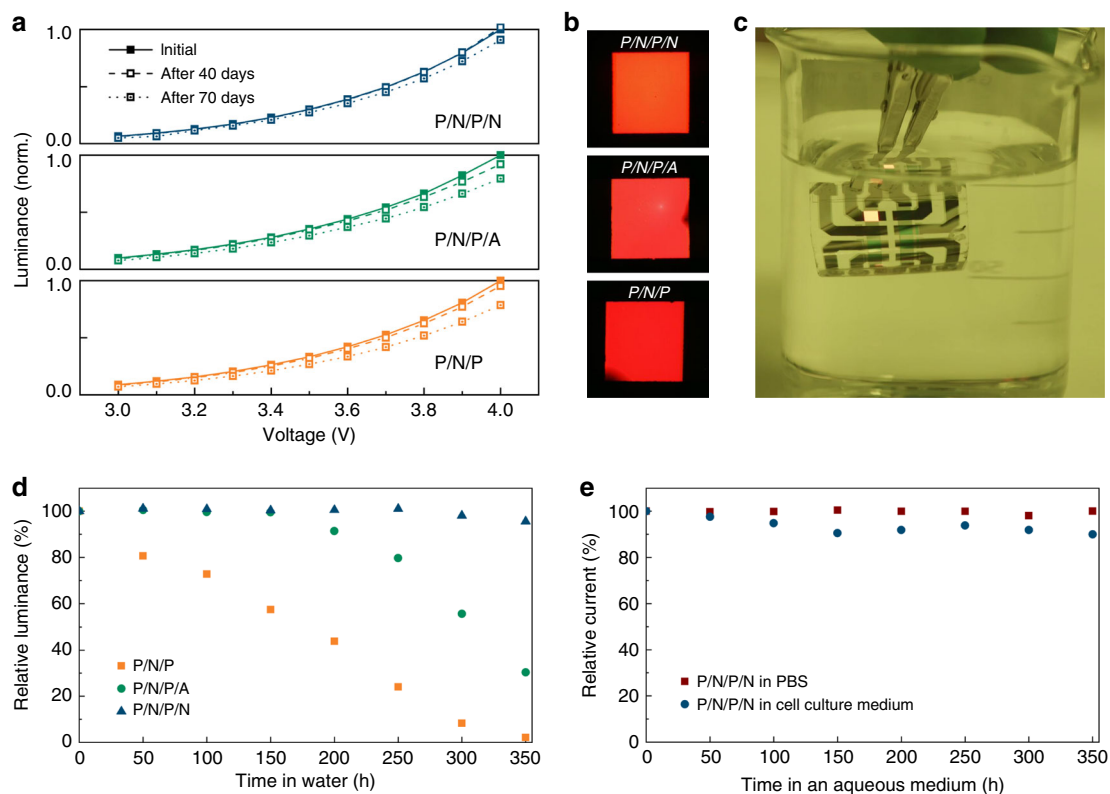 a
1.0
Initial
After 40 days
After 70 days
0.0
P/N/P/N
1.0
0.0
P/N/P/A
1.0
0.0
P/N/P
Luminance (norm.)
3.0 3.2 3.4 3.6 3.8 4.0
Voltage (V)
b
P/N/P/N
P/N/P/A
P/N/P
c
d
100
80
60
40
20
0
Relative luminance (%)
P/N/P
P/N/P/A
P/N/P/N
0 50 100 150 200 250 300 350
Time in water (h)
e
100
80
60
40
20
0
Relative current (%)
P/N/P/N in PBS
P/N/P/N in cell culture medium
0 50 100 150 200 250 300 350
Time in an aqueous medium (h)